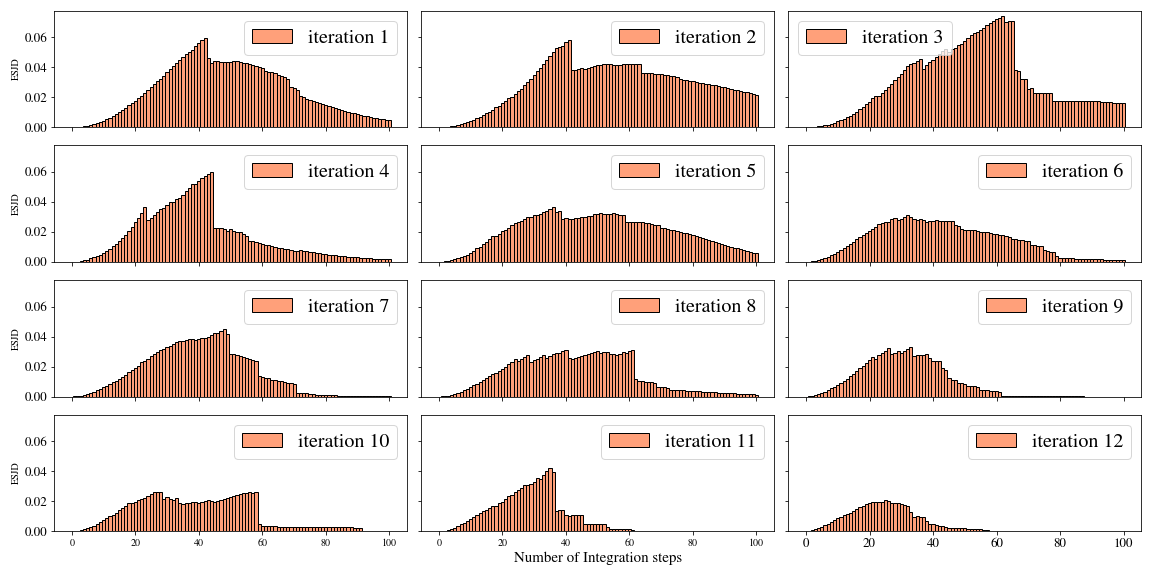 iteration 1
iteration 2
iteration 3
0.06
0.04
0.02
0.00
ESJD
iteration 4
iteration 5
iteration 6
0.06
0.04
0.02
0.00
ESJD
iteration 7
iteration 8
iteration 9
0.06
0.04
0.02
0.00
ESJD
iteration 10
iteration 11
iteration 12
0.06
0.04
0.02
0.00
ESJD
0 20 40 60 80 100
0 20 40 60 80 100
0 20 40 60 80 100
Number of Integration steps